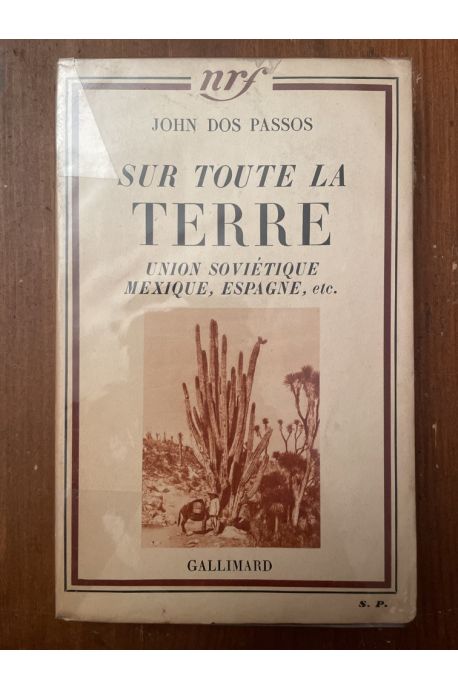 nrf
JOHN DOS PASSOS
SUR TOUTE LA
TERRE
UNION SOVIÉTIQUE
MEXIQUE, ESPAGNE, etc.
GALLIMARD
S. P.